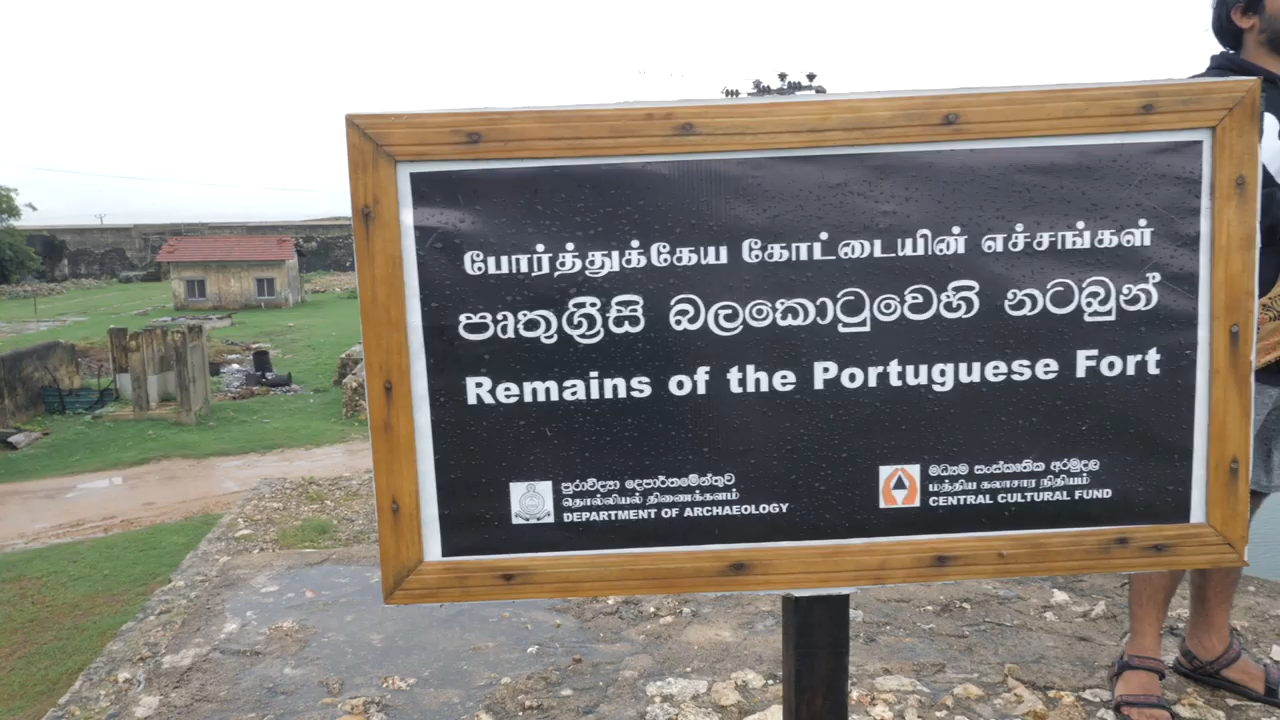 போர்த்துக்கேய கோட்டையின் எச்சங்கள்
පෘතුග්‍රීසි බලකොටුවෙහි නටබුන්
Remains of the Portuguese Fort
පුරාවිද්‍යා දෙපාර්තමේන්තුව
தொல்லியல் திணைக்களம்
DEPARTMENT OF ARCHAEOLOGY
මධ්‍යම සංස්කෘතික අරමුදල
மத்திய கலாசார நிதியம்
CENTRAL CULTURAL FUND